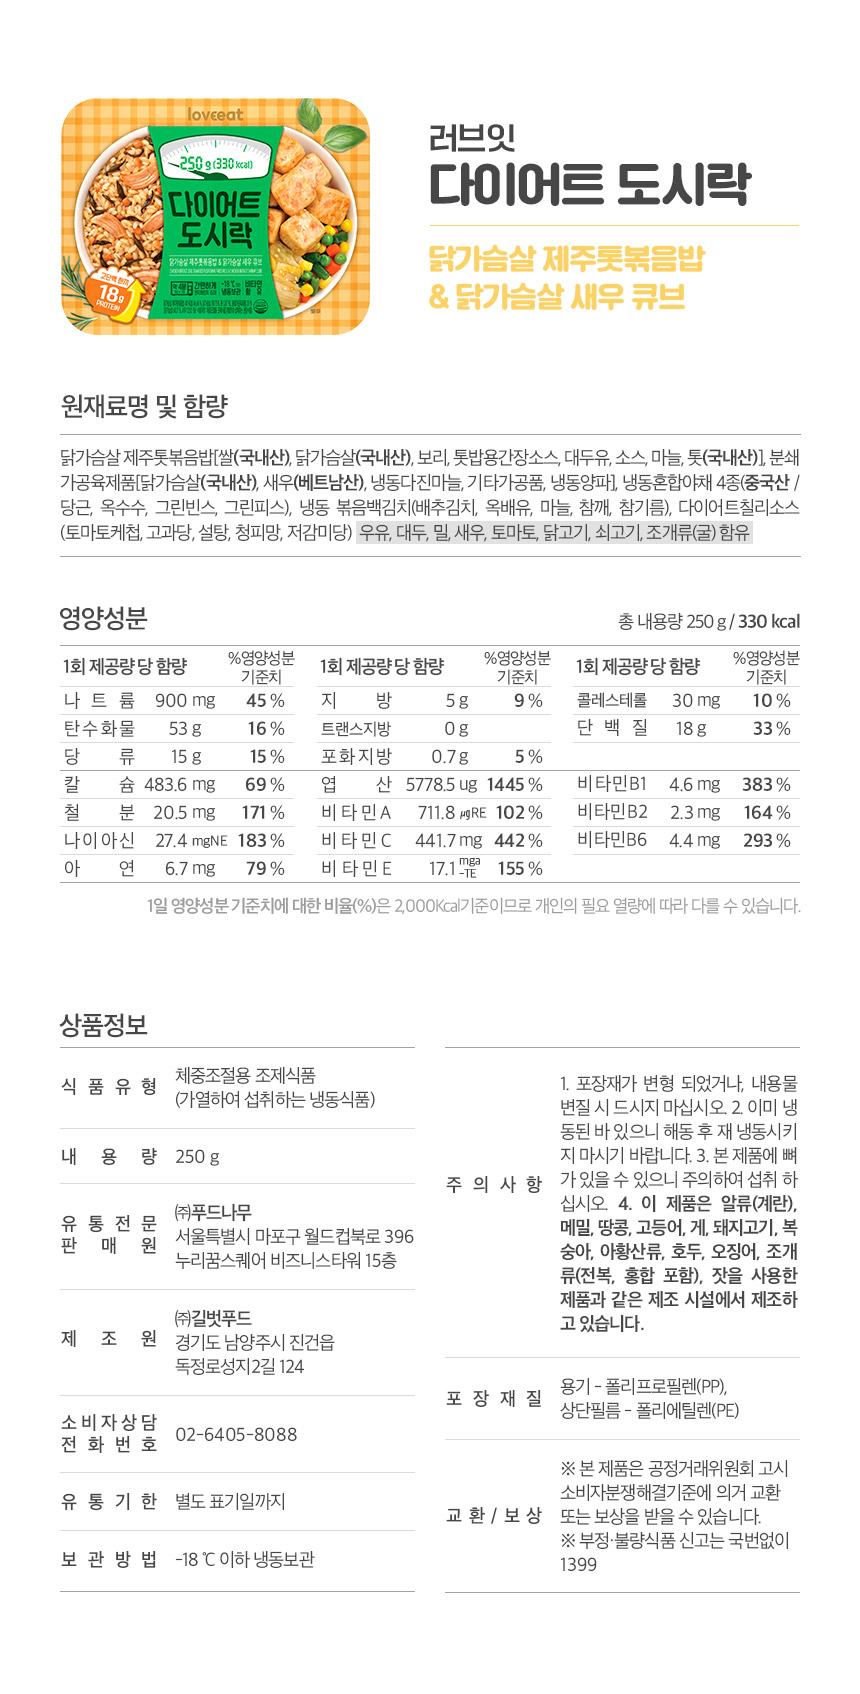 loveeat
250 g (330 kcal)
다이어트
도시락
닭가슴살 제주톳볶음밥 & 닭가슴살 새우 큐브
고단백 한끼
18g
PROTEIN
간편하게
-18℃ 이하
냉동보관
비타민
러브잇
다이어트 도시락
닭가슴살 제주톳볶음밥
& 닭가슴살 새우 큐브
원재료명 및 함량
닭가슴살 제주톳볶음밥[쌀(국내산), 닭가슴살(국내산), 보리, 톳밥용간장소스, 대두유, 소스, 마늘, 톳(국내산)], 분쇄
가공육제품[닭가슴살(국내산), 새우(베트남산), 냉동다진마늘, 기타가공품, 냉동양파], 냉동혼합야채 4종(중국산 /
당근, 옥수수, 그린빈스, 그린피스), 냉동 볶음백김치(배추김치, 옥배유, 마늘, 참깨, 참기름), 다이어트칠리소스
(토마토케첩, 고과당, 설탕, 청피망, 저감미당) 우유, 대두, 밀, 새우, 토마토, 닭고기, 쇠고기, 조개류(굴) 함유
영양성분
총 내용량 250 g / 330 kcal
1회 제공량 당 함량 %영양성분 기준치 1회 제공량 당 함량 %영양성분 기준치 1회 제공량 당 함량 %영양성분 기준치
나트륨 900 mg 45 % 지방 5 g 9 % 콜레스테롤 30 mg 10 %
탄수화물 53 g 16 % 트랜스지방 0 g 단백질 18 g 33 %
당류 15 g 15 % 포화지방 0.7 g 5 %
칼슘 483.6 mg 69 % 엽산 5778.5 ug 1445 % 비타민B1 4.6 mg 383 %
철분 20.5 mg 171 % 비타민A 711.8 ㎍RE 102 % 비타민B2 2.3 mg 164 %
나이아신 27.4 mgNE 183 % 비타민C 441.7 mg 442 % 비타민B6 4.4 mg 293 %
아연 6.7 mg 79 % 비타민E 17.1 mga-TE 155 %
1일 영양성분 기준치에 대한 비율(%)은 2,000Kcal기준이므로 개인의 필요 열량에 따라 다를 수 있습니다.
상품정보
식품유형
체중조절용 조제식품
(가열하여 섭취하는 냉동식품)
내용량 250 g
유통전문
판매원
㈜푸드나무
서울특별시 마포구 월드컵북로 396
누리꿈스퀘어 비즈니스타워 15층
제조원
㈜길벗푸드
경기도 남양주시 진건읍
독정로성지2길 124
소비자상담
전화번호
02-6405-8088
유통기한 별도 표기일까지
보관방법 -18 ℃ 이하 냉동보관
주의사항
1. 포장재가 변형 되었거나, 내용물
변질 시 드시지 마십시오. 2. 이미 냉
동된 바 있으니 해동 후 재 냉동시키
지 마시기 바랍니다. 3. 본 제품에 뼈
가 있을 수 있으니 주의하여 섭취 하
십시오. 4. 이 제품은 알류(계란),
메밀, 땅콩, 고등어, 게, 돼지고기, 복
숭아, 아황산류, 호두, 오징어, 조개
류(전복, 홍합 포함), 잣을 사용한
제품과 같은 제조 시설에서 제조하
고 있습니다.
포장재질
용기 - 폴리프로필렌(PP),
상단필름 - 폴리에틸렌(PE)
교환/보상
※ 본 제품은 공정거래위원회 고시
소비자분쟁해결기준에 의거 교환
또는 보상을 받을 수 있습니다.
※ 부정·불량식품 신고는 국번없이
1399